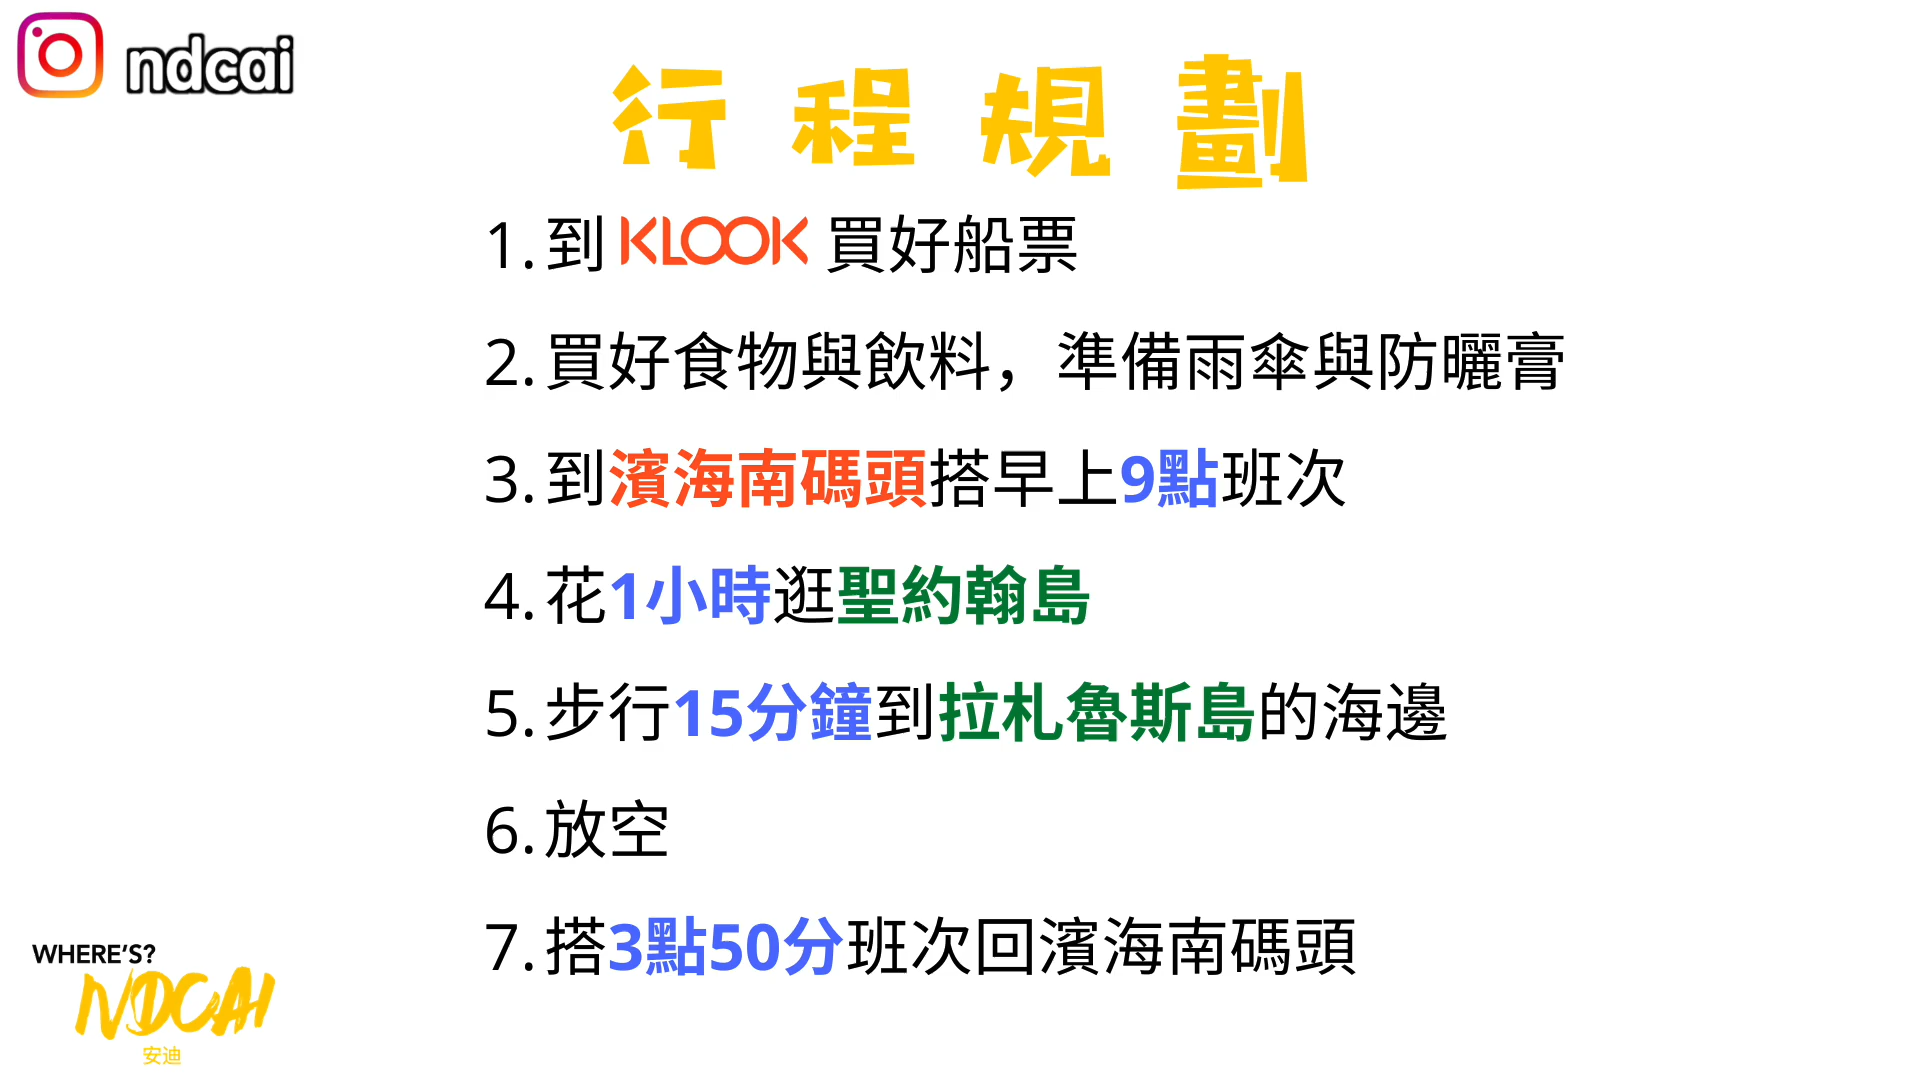 ndcai
行程規劃
1. 到 KLOOK 買好船票
2. 買好食物與飲料，準備雨傘與防曬膏
3. 到濱海南碼頭搭早上9點班次
4. 花1小時逛聖約翰島
5. 步行15分鐘到拉札魯斯島的海邊
6. 放空
7. 搭3點50分班次回濱海南碼頭
WHERE'S?
NDCAI
安迪